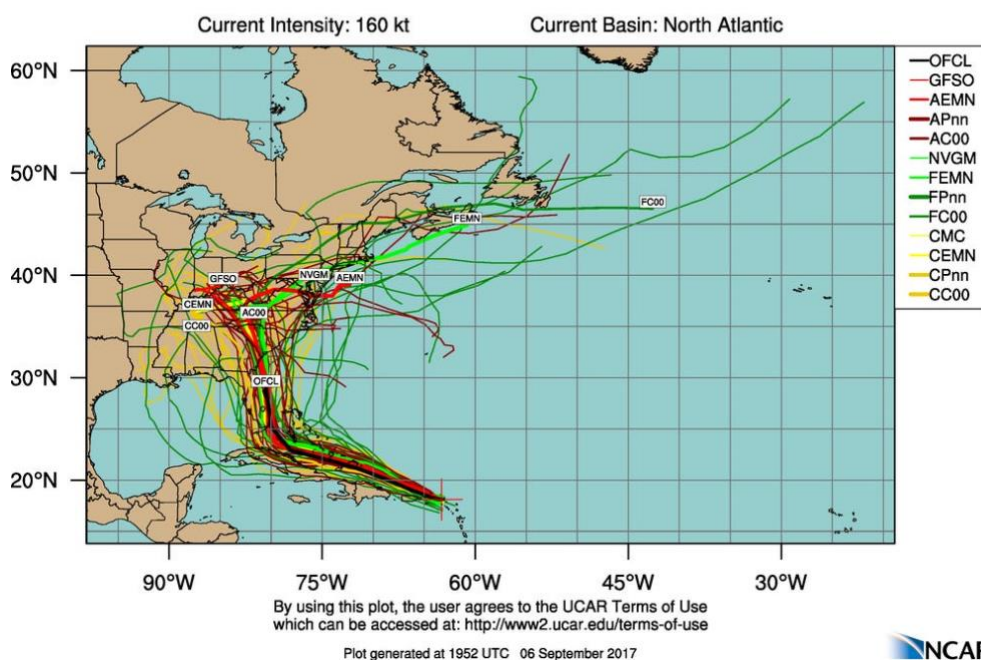 Current Intensity: 160 kt Current Basin: North Atlantic
60°N
50°N
40°N
30°N
20°N
90°W 75°W 60°W 45°W 30°W
FC00
FEMN
GFSO
NVGM
AEMN
CEMN
AC00
CC00
OFCL
OFCL
GFSO
AEMN
APnn
AC00
NVGM
FEMN
FPnn
FC00
CMC
CEMN
CPnn
CC00
By using this plot, the user agrees to the UCAR Terms of Use
which can be accessed at: http://www2.ucar.edu/terms-of-use
Plot generated at 1952 UTC 06 September 2017
NCAR